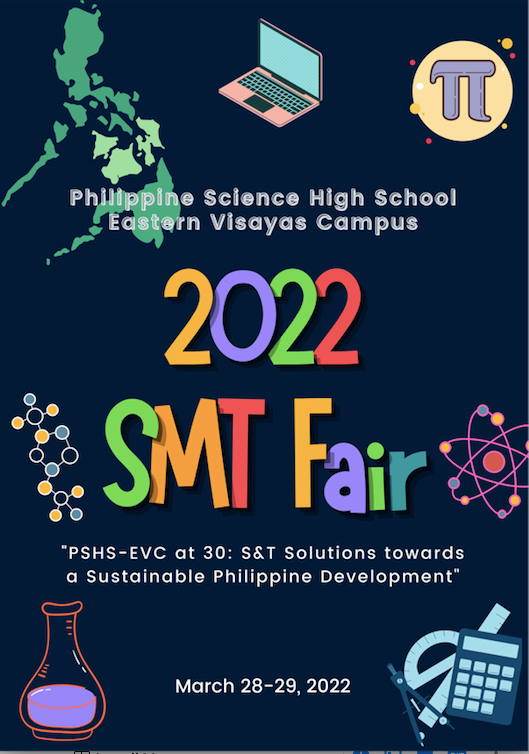 π
Philippine Science High School
Eastern Visayas Campus
2022
SMT Fair
"PSHS-EVC at 30: S&T Solutions towards
a Sustainable Philippine Development"
March 28-29, 2022